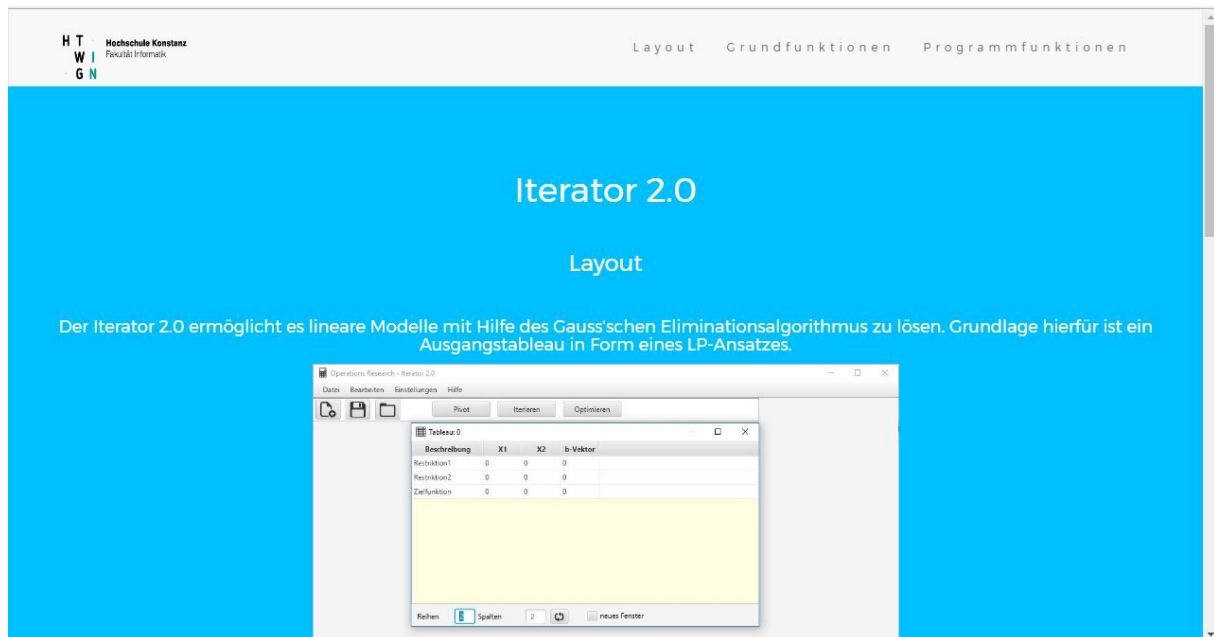 H T
W I
G N
Hochschule Konstanz
Fakultät Informatik
Layout Grundfunktionen Programmfunktionen
Iterator 2.0
Layout
Der Iterator 2.0 ermöglicht es lineare Modelle mit Hilfe des Gauss'schen Eliminationsalgorithmus zu lösen. Grundlage hierfür ist ein
Ausgangstableau in Form eines LP-Ansatzes.
Operations Research - Iterator 2.0
Datei Bearbeiten Einstellungen Hilfe
Pivot Iterieren Optimieren
Tableau: 0
Beschreibung X1 X2 b-Vektor
Restriktion1 0 0 0
Restriktion2 0 0 0
Zielfunktion 0 0 0
Reihen Spalten 2 neues Fenster